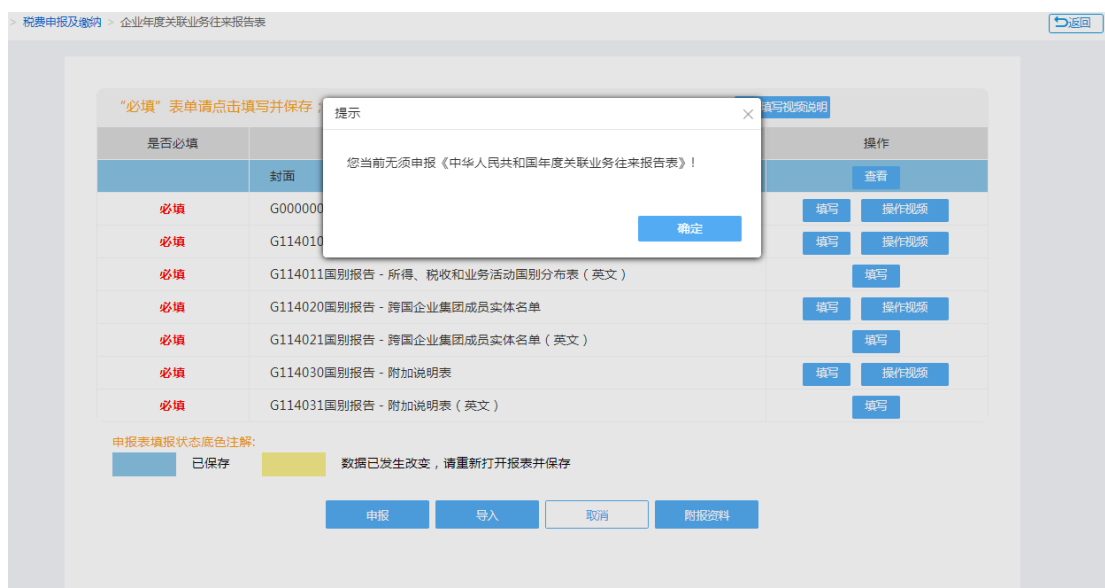 > 税费申报及缴纳 > 企业年度关联业务往来报告表
返回
“必填”表单请点击填写并保存；
填写视频说明
提示
您当前无须申报《中华人民共和国年度关联业务往来报告表》!
确定
是否必填 操作
封面 查看
必填 G000000 填写 操作视频
必填 G114010 填写 操作视频
必填 G114011国别报告 - 所得、税收和业务活动国别分布表 ( 英文 ) 填写
必填 G114020国别报告 - 跨国企业集团成员实体名单 填写 操作视频
必填 G114021国别报告 - 跨国企业集团成员实体名单 ( 英文 ) 填写
必填 G114030国别报告 - 附加说明表 填写 操作视频
必填 G114031国别报告 - 附加说明表 ( 英文 ) 填写
申报表填报状态底色注解:
已保存 数据已发生改变，请重新打开报表并保存
申报 导入 取消 附报资料